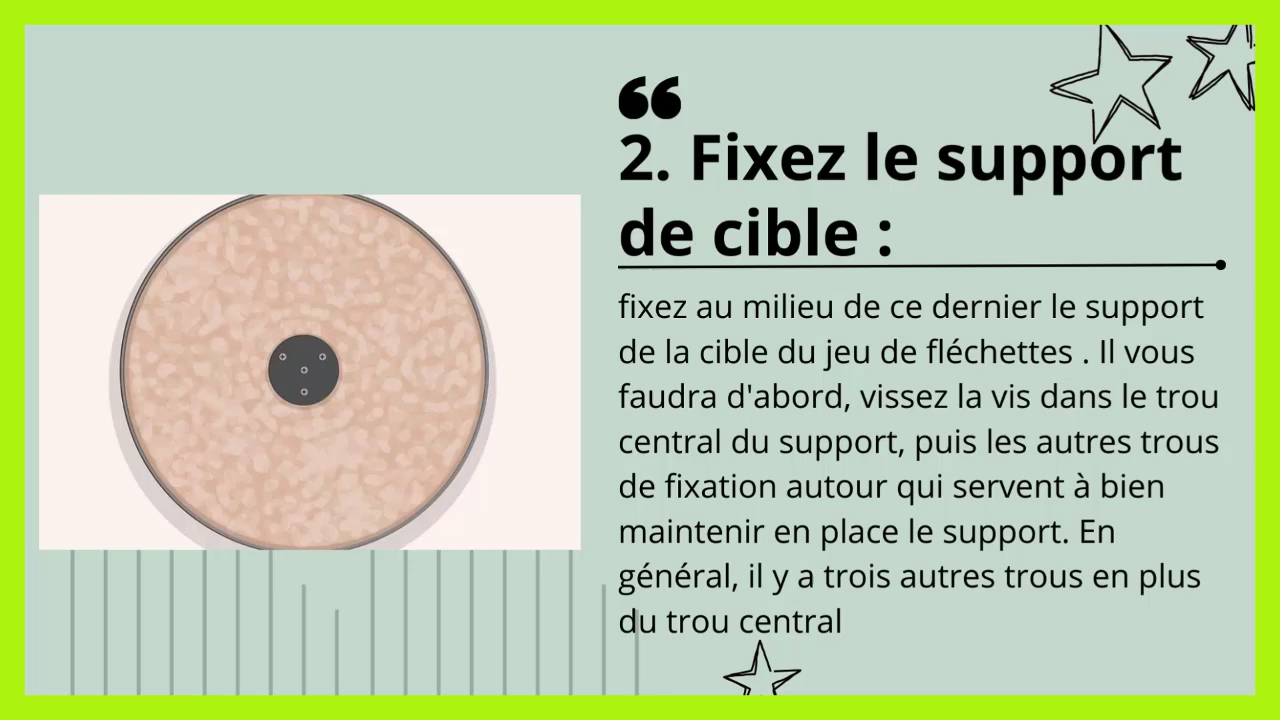 “
2. Fixez le support
de cible :
fixez au milieu de ce dernier le support
de la cible du jeu de fléchettes . Il vous
faudra d'abord, vissez la vis dans le trou
central du support, puis les autres trous
de fixation autour qui servent à bien
maintenir en place le support. En
général, il y a trois autres trous en plus
du trou central